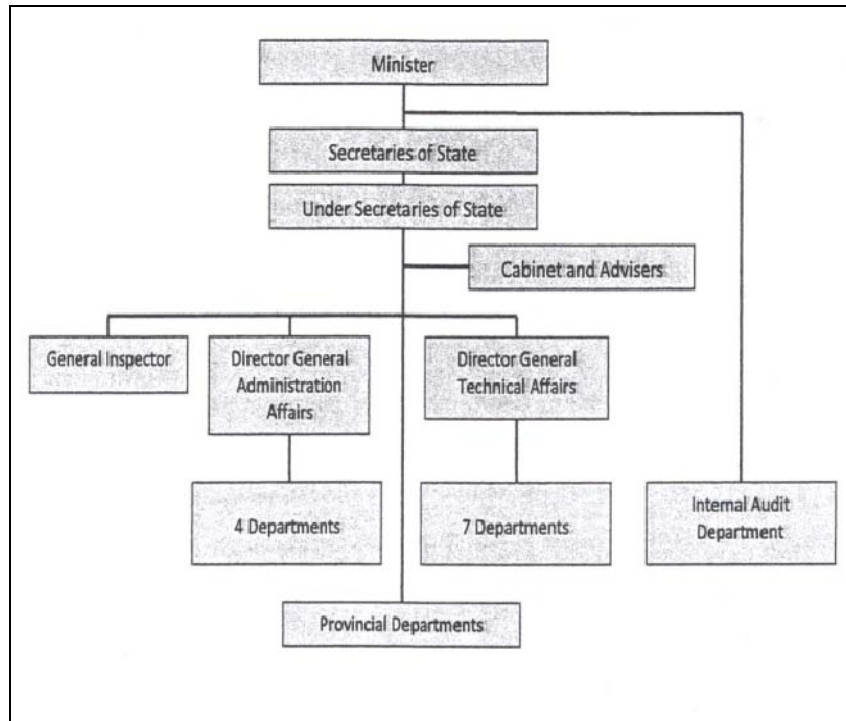 Minister
Secretaries of State
Under Secretaries of State
Cabinet and Advisers
General Inspector
Director General
Administration
Affairs
Director General
Technical Affairs
4 Departments
7 Departments
Internal Audit
Department
Provincial Departments